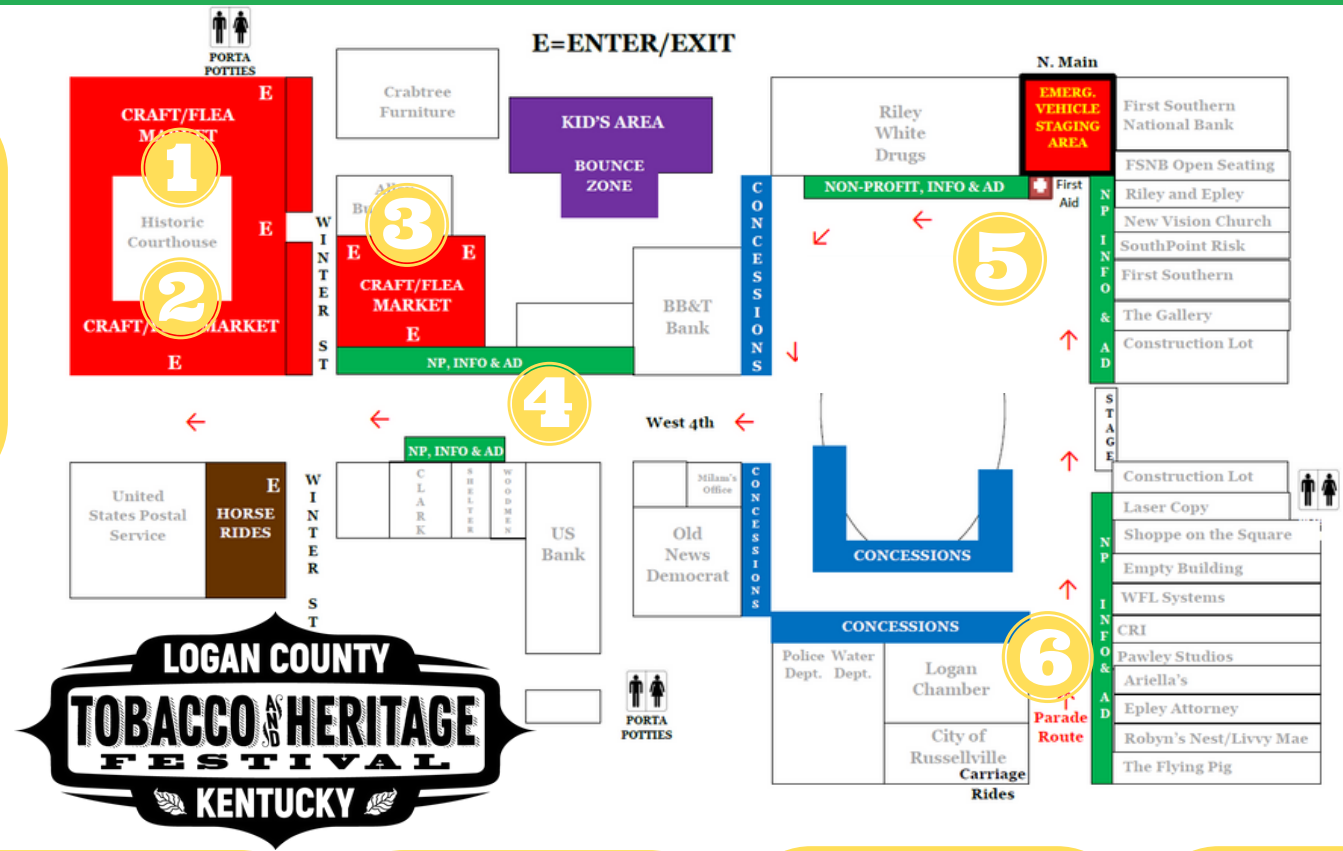 E=ENTER/EXIT
PORTA
POTTIES
N. Main
E
CRAFT/FLEA
1
Historic
Courthouse
E
2
CRAFT/ MARKET
E
WINTER ST
Crabtree
Furniture
3
E E
CRAFT/FLEA
MARKET
E
NP, INFO & AD
KID'S AREA
BOUNCE
ZONE
BB&T
Bank
CONCESSIONS
Riley
White
Drugs
NON-PROFIT, INFO & AD
EMERG.
VEHICLE
STAGING
AREA
First
Aid
5
NP INFO & AD
First Southern
National Bank
FSNB Open Seating
Riley and Epley
New Vision Church
SouthPoint Risk
First Southern
The Gallery
Construction Lot
STAGE
4
West 4th
United
States Postal
Service
E
HORSE
RIDES
WINTER ST
NP, INFO & AD
CLARK
SHELTER
WOODMEN
US
Bank
Milam's
Office
Old
News
Democrat
CONCESSIONS
CONCESSIONS
CONCESSIONS
Police Water
Dept. Dept.
Logan
Chamber
City of
Russellville
Carriage
Rides
6
Parade
Route
NP INFO & AD
Construction Lot
Laser Copy
Shoppe on the Square
Empty Building
WFL Systems
CRI
Pawley Studios
Ariella's
Epley Attorney
Robyn's Nest/Livvy Mae
The Flying Pig
PORTA
POTTIES
LOGAN COUNTY
TOBACCO AND HERITAGE
FESTIVAL
KENTUCKY